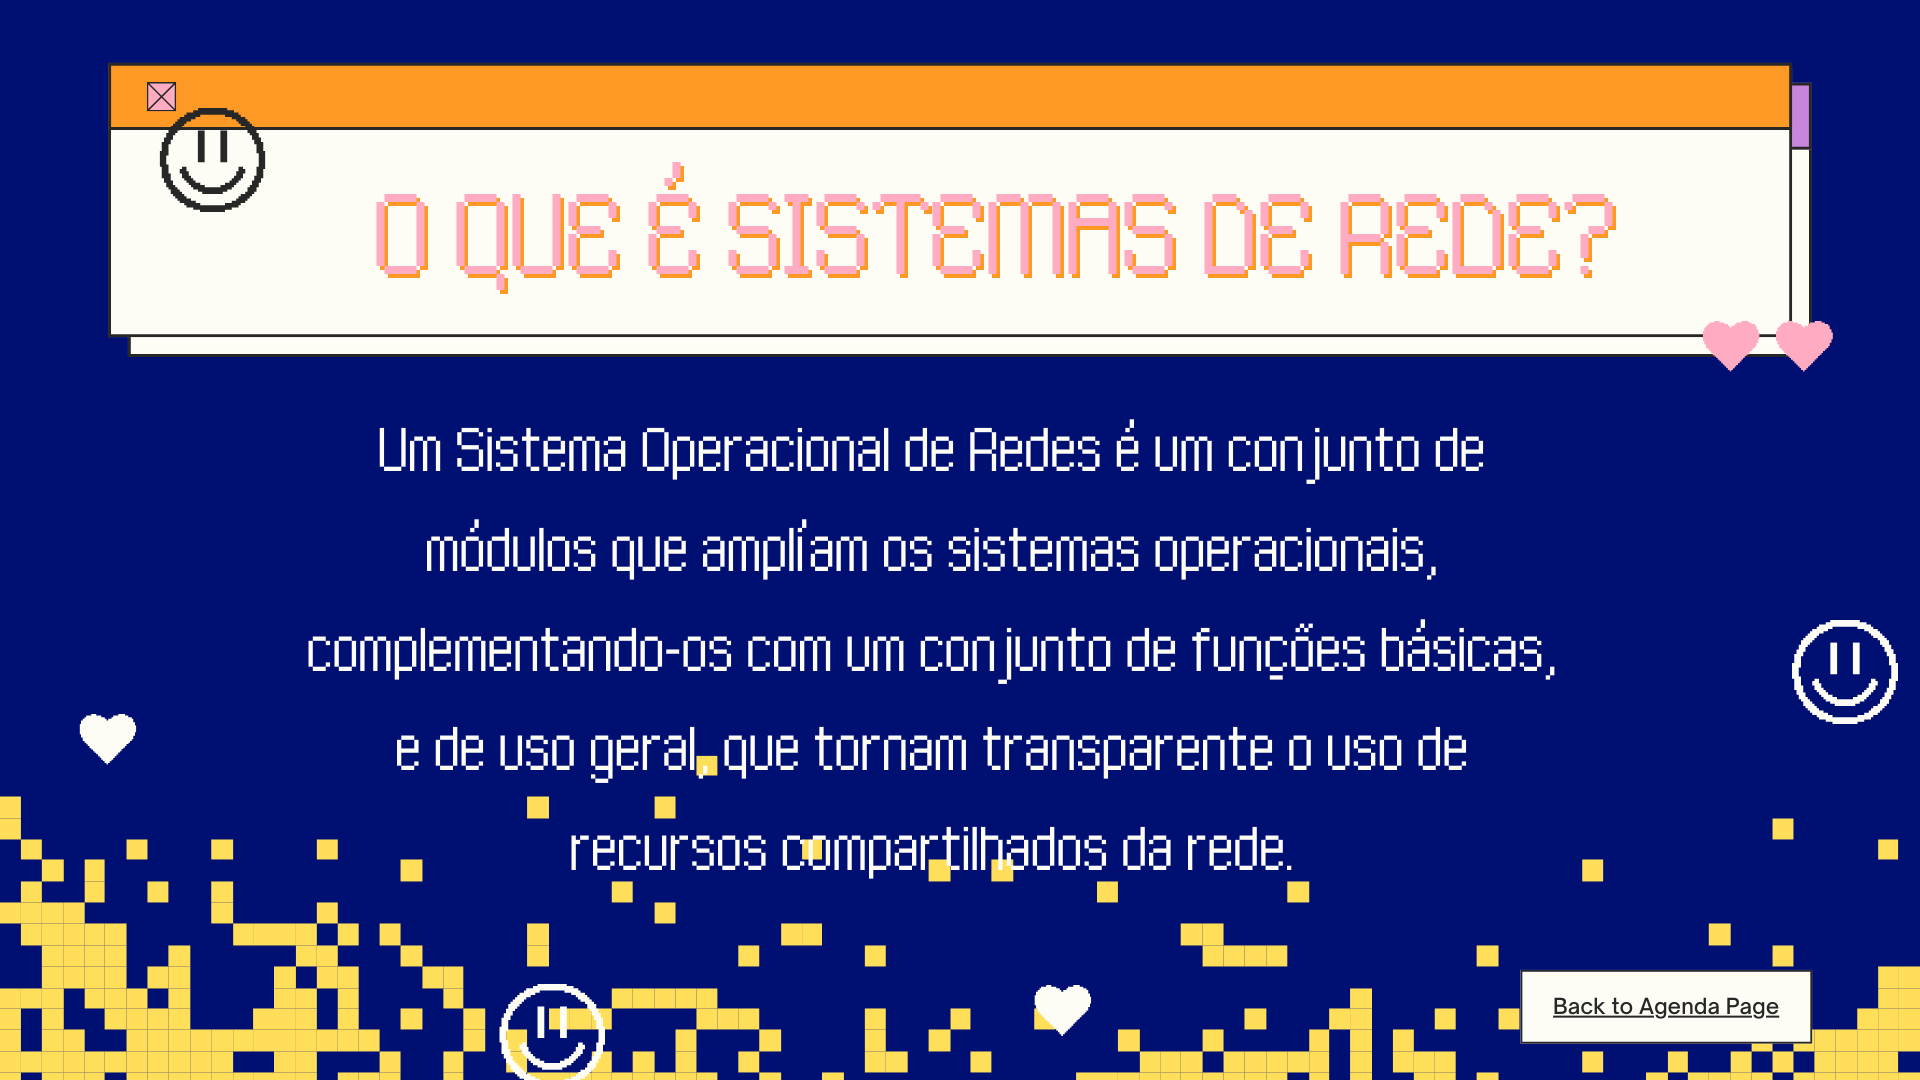 O QUE É SISTEMAS DE REDE?
Um Sistema Operacional de Redes é um conjunto de
módulos que amplíam os sistemas operacionais,
complementando-os com um conjunto de funções básicas,
e de uso geral, que tornam transparente o uso de
recursos compartilhados da rede.
Back to Agenda Page